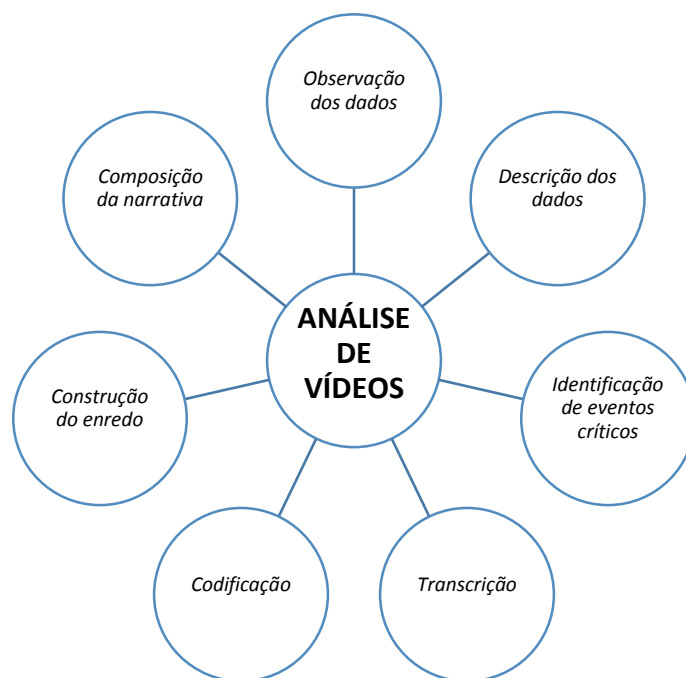 Observação
dos dados
Composição
da narrativa
Descrição dos
dados
ANÁLISE
DE
VÍDEOS
Construção
do enredo
Identificação
de eventos
críticos
Codificação
Transcrição